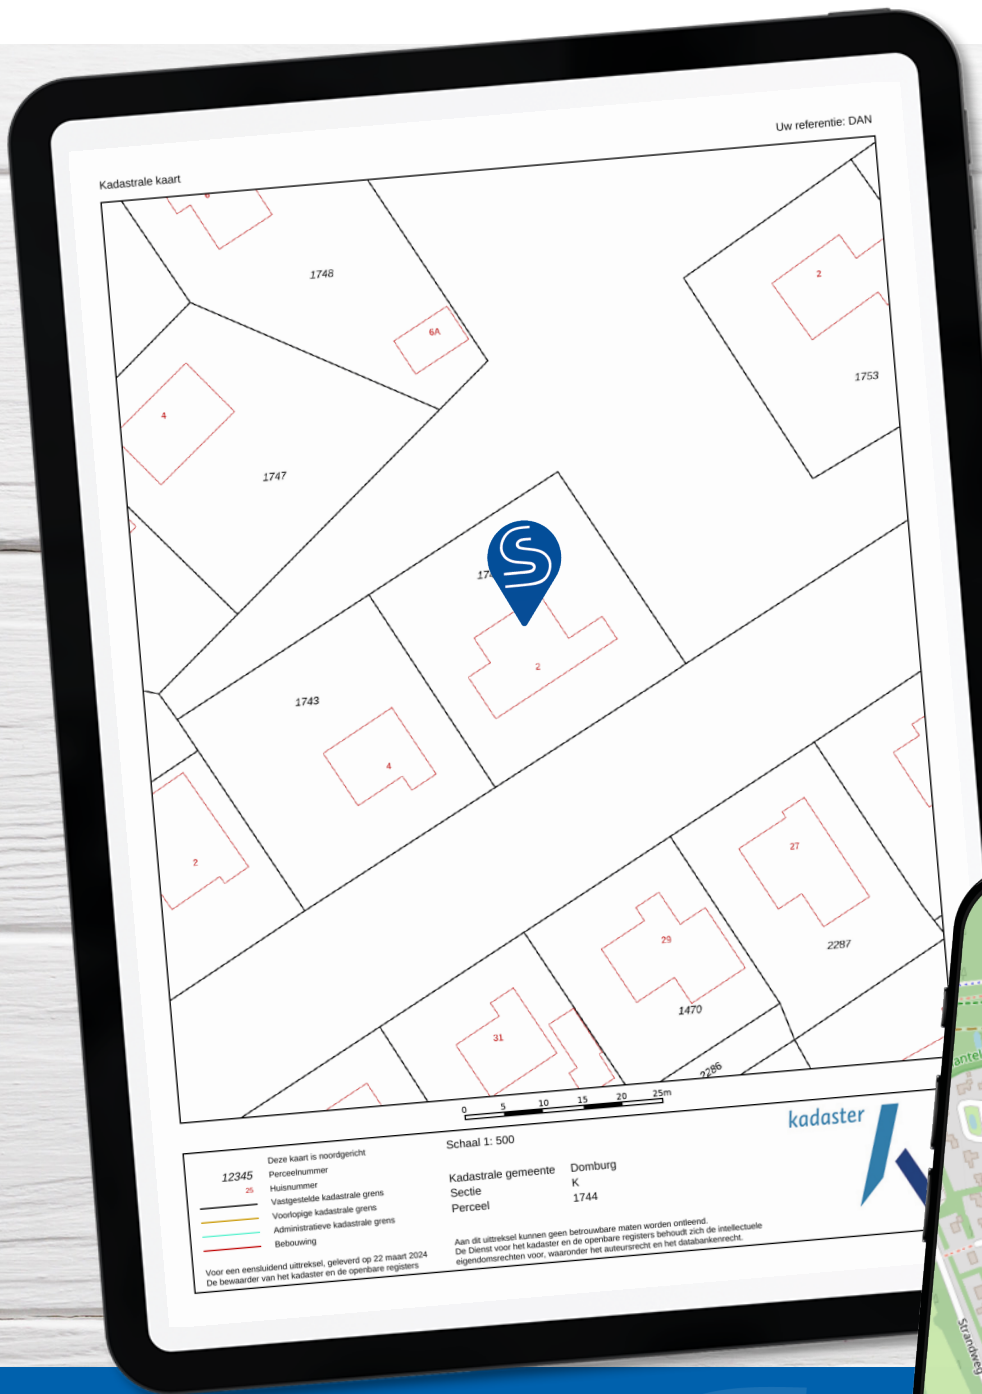 Kadastrale kaart
Uw referentie: DAN
6
1748
6A
2
1753
4
1747
2
1743
4
2
27
2287
29
1470
31
2286
0 5 10 15 20 25m
Schaal 1: 500
kadaster
12345
25
Deze kaart is noordgericht
Perceelnummer
Huisnummer
Vastgestelde kadastrale grens
Voorlopige kadastrale grens
Administratieve kadastrale grens
Bebouwing
Voor een eensluidend uittreksel, geleverd op 22 maart 2024
De bewaarder van het kadaster en de openbare registers
Kadastrale gemeente Domburg
Sectie K
Perceel 1744
Aan dit uittreksel kunnen geen betrouwbare maten worden ontleend.
De Dienst voor het kadaster en de openbare registers behoudt zich de intellectuele
eigendomsrechten voor, waaronder het auteursrecht en het databankenrecht.
Strandweg